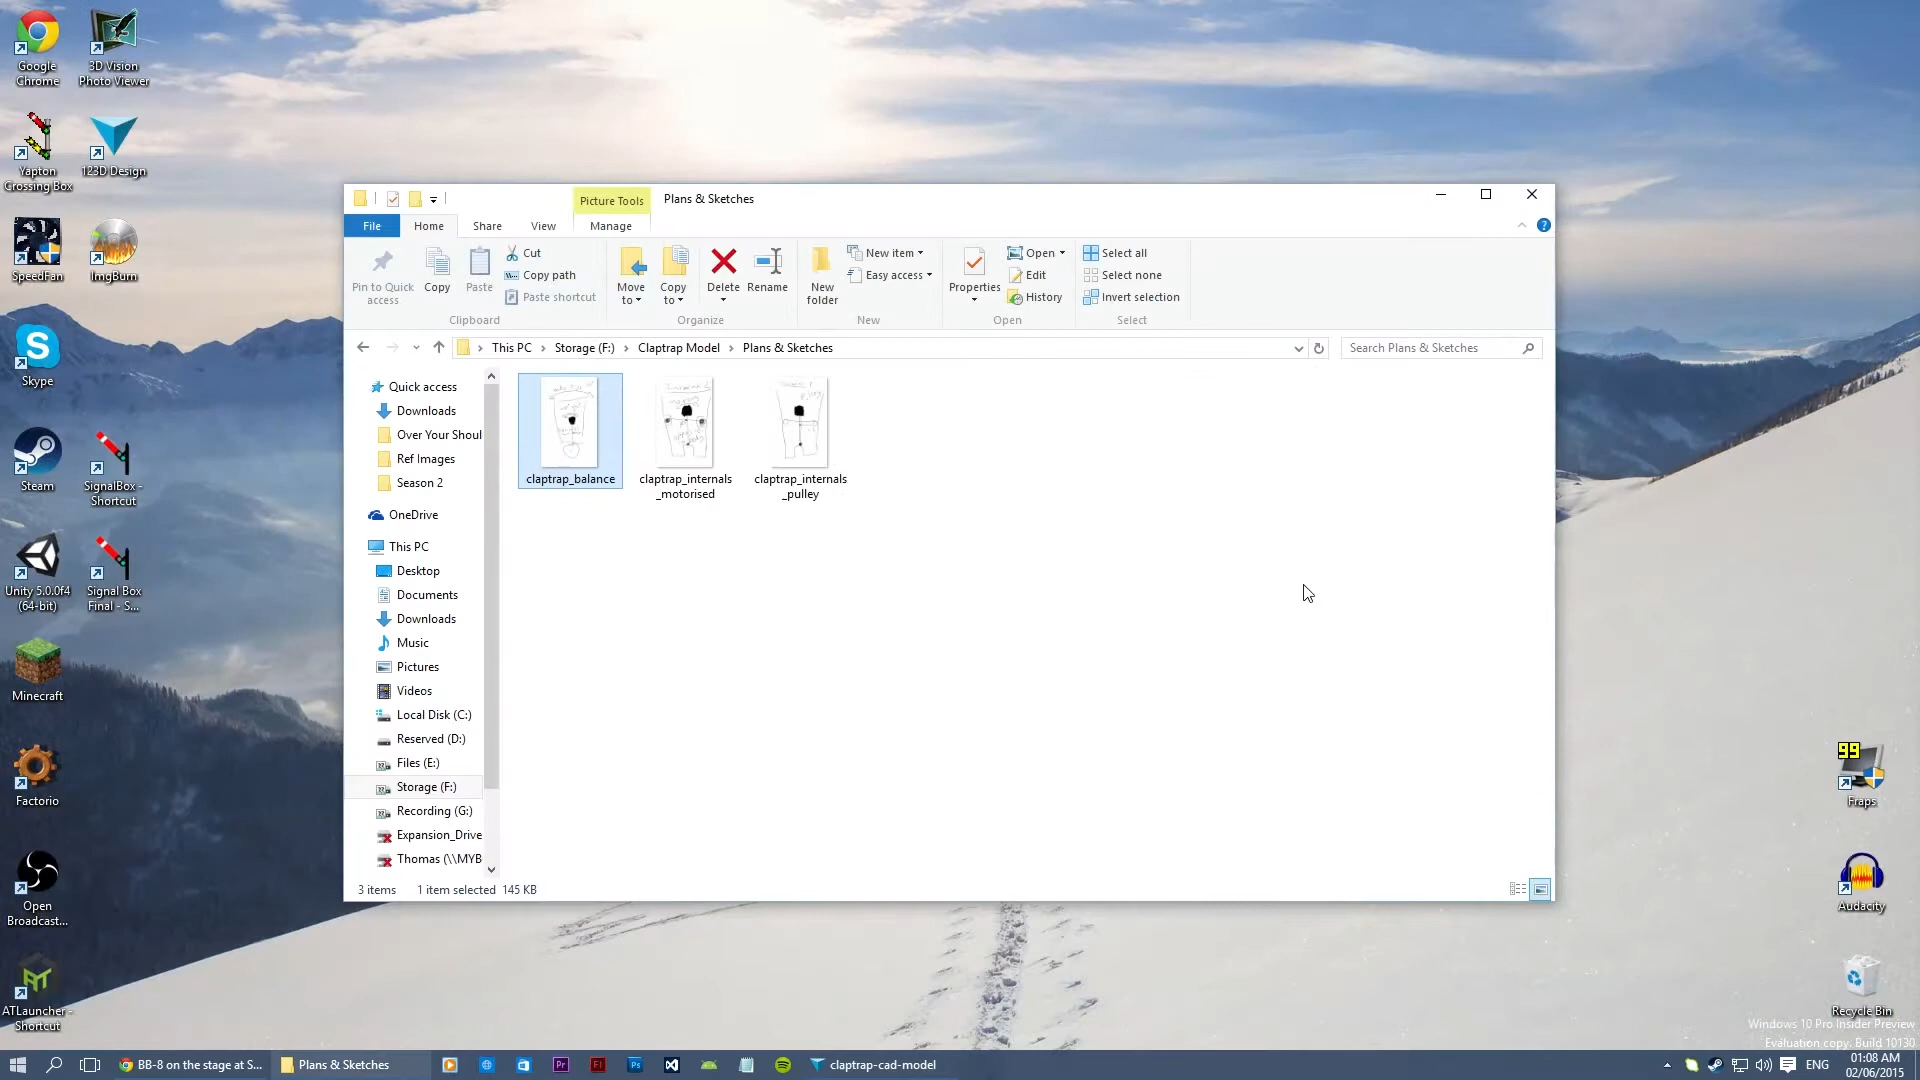 Google
Chrome
3D Vision
Photo Viewer
Yapton
Crossing Box
123D Design
SpeedFan
ImgBurn
Skype
Steam
SignalBox -
Shortcut
Unity 5.0.0f4
(64-bit)
Signal Box
Final - S...
Minecraft
Factorio
Open
Broadcast...
ATLauncher -
Shortcut
Picture Tools
Plans & Sketches
File
Home
Share
View
Manage
Pin to Quick
access
Copy
Paste
Cut
Copy path
Paste shortcut
Clipboard
Move
to
Copy
to
Delete
Rename
Organize
New
folder
New item
Easy access
New
Properties
Open
Edit
History
Open
Select all
Select none
Invert selection
Select
This PC
Storage (F:)
Claptrap Model
Plans & Sketches
Search Plans & Sketches
Quick access
Downloads
Over Your Shoul
Ref Images
Season 2
OneDrive
This PC
Desktop
Documents
Downloads
Music
Pictures
Videos
Local Disk (C:)
Reserved (D:)
Files (E:)
Storage (F:)
Recording (G:)
Expansion_Drive
Thomas (\\MYB
claptrap_balance
claptrap_internals
_motorised
claptrap_internals
_pulley
3 items
1 item selected 145 KB
99
Fraps
Audacity
Recycle Bin
Windows 10 Pro Insider Preview
Evaluation copy. Build 10130
BB-8 on the stage at S...
Plans & Sketches
Pr
Fl
Ps
claptrap-cad-model
ENG
01:08 AM
02/06/2015